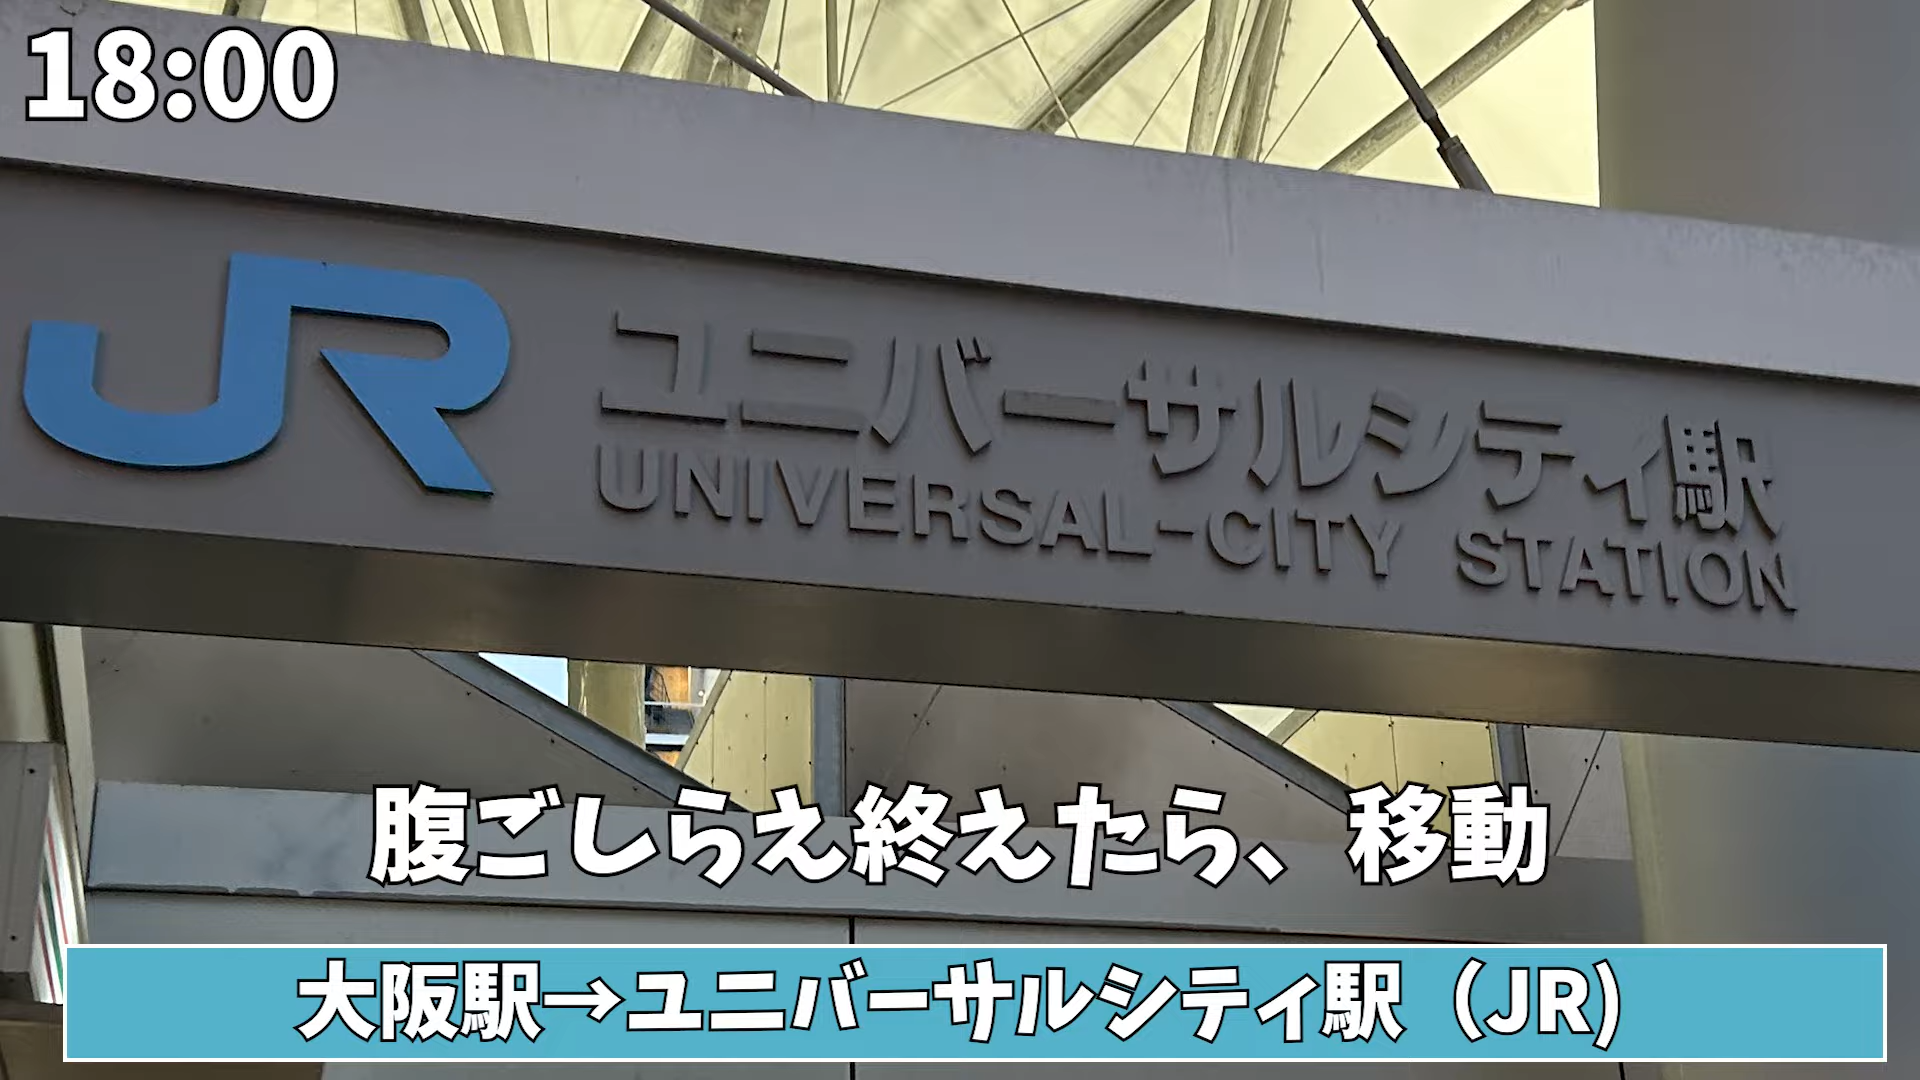 18:00
JR ユニバーサルシティ駅
UNIVERSAL-CITY STATION
腹ごしらえ終えたら、移動
大阪駅→ユニバーサルシティ駅（JR）